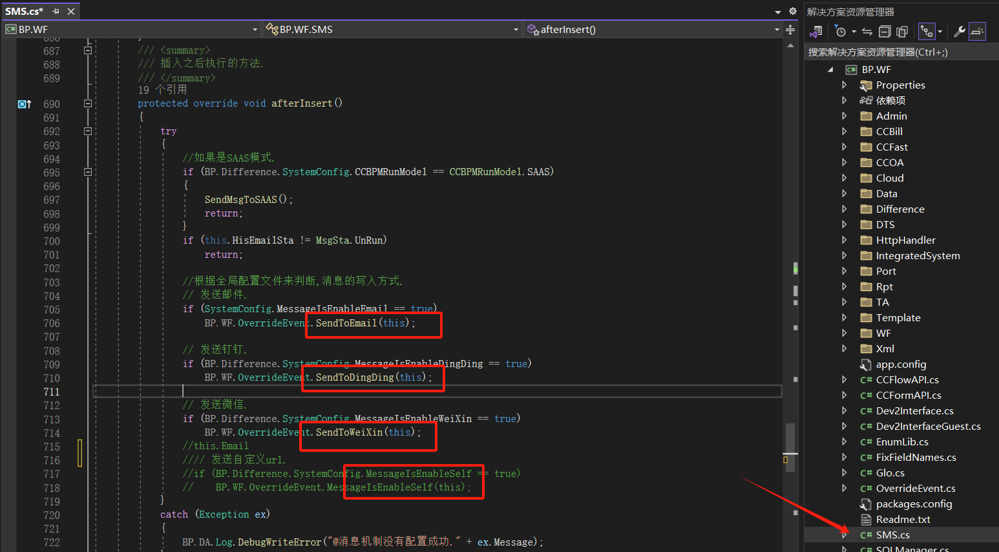 SMS.cs*
BP.WF
BP.WF.SMS
afterInsert()
686 }
687 /// <summary>
688 /// 插入之后执行的方法.
689 /// </summary>
19 个引用
690 protected override void afterInsert()
691 {
692 try
693 {
694 //如果是SAAS模式.
695 if (BP.Difference.SystemConfig.CCBPMRunModel == CCBPMRunModel.SAAS)
696 {
697 SendMsgToSAAS();
698 return;
699 }
700 if (this.HisEmailSta != MsgSta.UnRun)
701 return;
702
703 //根据全局配置文件来判断,消息的写入方式.
704 // 发送邮件.
705 if (SystemConfig.MessageIsEnableEmail == true)
706 BP.WF.OverrideEvent.SendToEmail(this);
707
708 // 发送钉钉.
709 if (BP.Difference.SystemConfig.MessageIsEnableDingDing == true)
710 BP.WF.OverrideEvent.SendToDingDing(this);
711
712 // 发送微信.
713 if (BP.Difference.SystemConfig.MessageIsEnableWeiXin == true)
714 BP.WF.OverrideEvent.SendToWeiXin(this);
715 //this.Email
716 //// 发送自定义url.
717 //if (BP.Difference.SystemConfig.MessageIsEnableSelf == true)
718 // BP.WF.OverrideEvent.MessageIsEnableSelf(this);
719 }
720 catch (Exception ex)
721 {
722 BP.DA.Log.DebugWriteError("@消息机制没有配置成功." + ex.Message);
解决方案资源管理器
搜索解决方案资源管理器(Ctrl+;)
C# BP.WF
Properties
依赖项
Admin
CCBill
CCFast
CCOA
Cloud
Data
Difference
DTS
HttpHandler
IntegratedSystem
Port
Rpt
TA
Template
WF
Xml
app.config
C# CCFlowAPI.cs
C# CCFormAPI.cs
C# Dev2Interface.cs
C# Dev2InterfaceGuest.cs
C# EnumLib.cs
C# FixFieldNames.cs
C# Glo.cs
C# OverrideEvent.cs
packages.config
Readme.txt
C# SMS.cs
C# SQLManager.cs